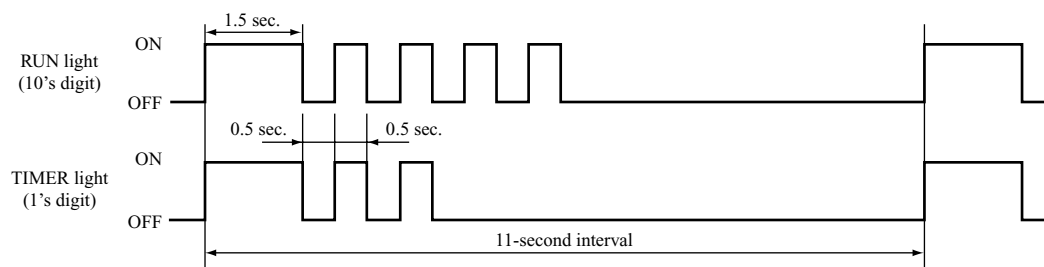 1.5 sec.
ON
RUN light
(10's digit)
OFF
0.5 sec.
0.5 sec.
ON
TIMER light
(1's digit)
OFF
11-second interval